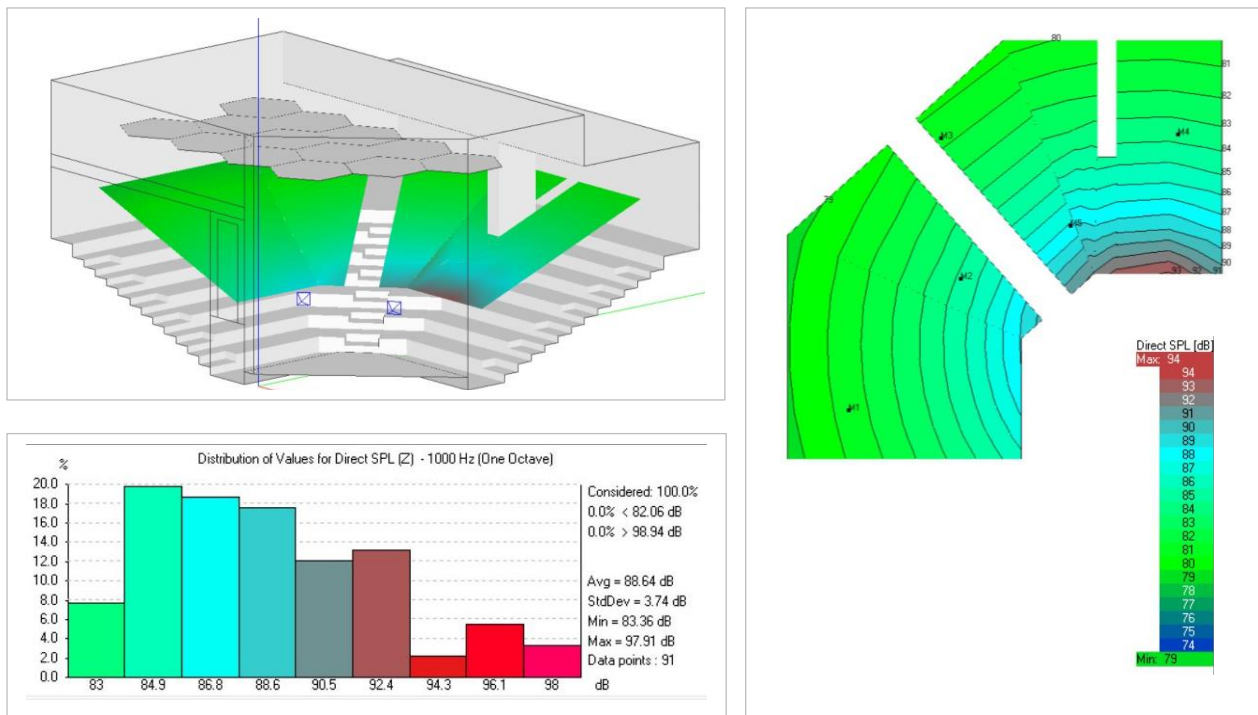 Distribution of Values for Direct SPL (Z) - 1000 Hz (One Octave)
%
20.0
18.0
16.0
14.0
12.0
10.0
8.0
6.0
4.0
2.0
0.0
83 84.9 86.8 88.6 90.5 92.4 94.3 96.1 98 dB
Considered: 100.0%
0.0% < 82.06 dB
0.0% > 98.94 dB
Avg = 88.64 dB
StdDev = 3.74 dB
Min = 83.36 dB
Max = 97.91 dB
Data points : 91
80
81
82
83
84
85
86
87
88
89
90
93 92 91
79
M3
M4
M5
M2
M1
Direct SPL [dB]
Max: 94
94
93
92
91
90
89
88
87
86
85
84
83
82
81
80
79
78
77
76
75
74
Min: 79